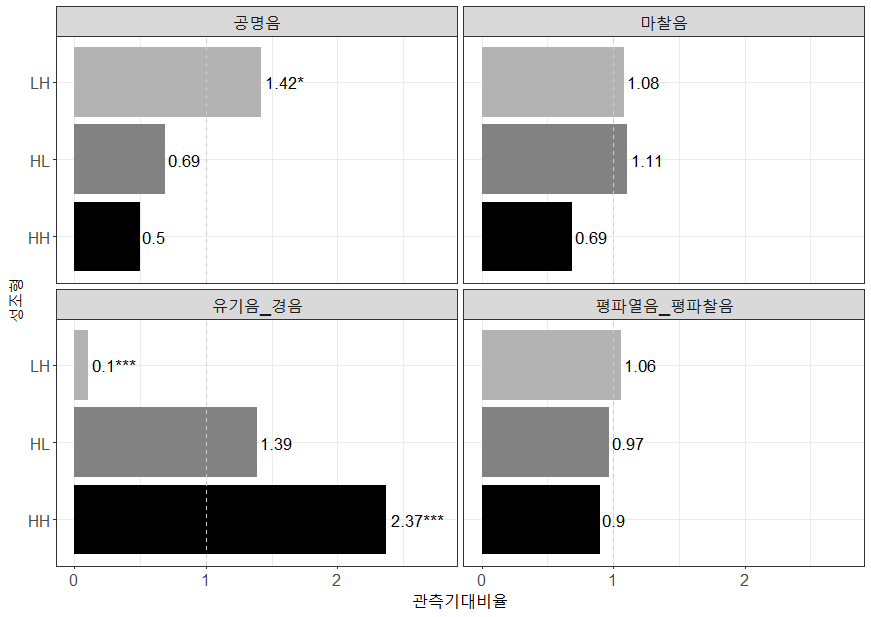 공명음
마찰음
LH
1.42*
1.08
HL
0.69
1.11
HH
0.5
0.69
성조형
유기음_경음
평파열음_평파찰음
LH
0.1***
1.06
HL
1.39
0.97
HH
2.37***
0.9
0 1 2
0 1 2
관측기대비율